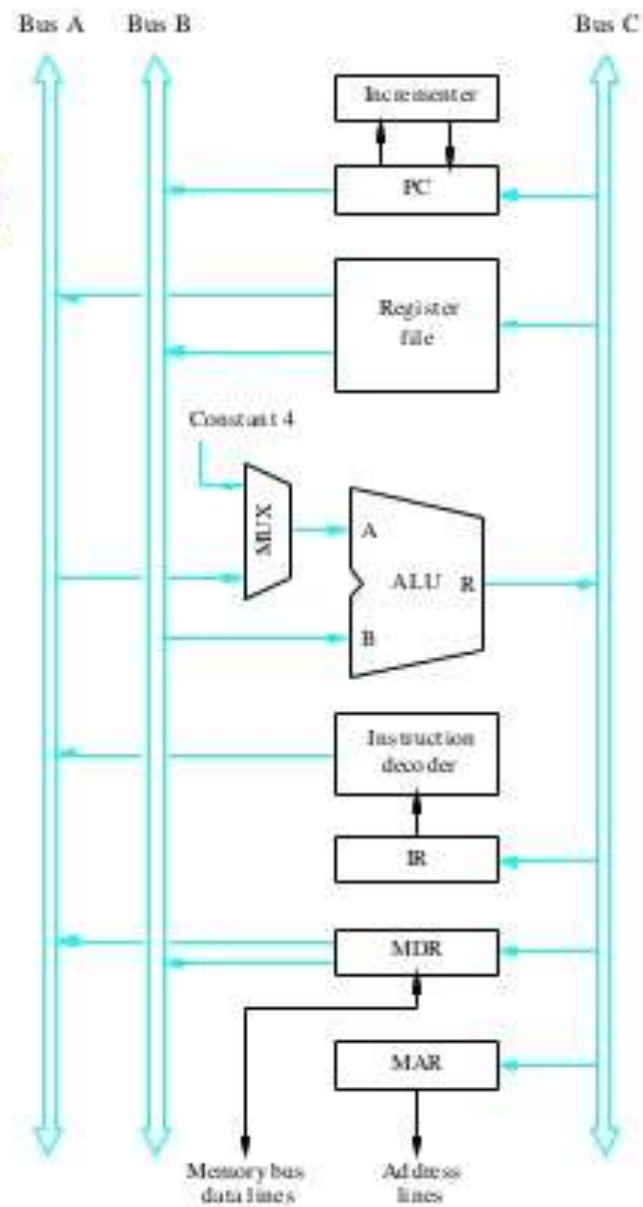 Bus A
Bus B
Bus C
Incrementer
PC
Register
file
Constant 4
MUX
A
ALU
R
B
Instruction
decoder
IR
MDR
MAR
Memory bus
data lines
Address
lines